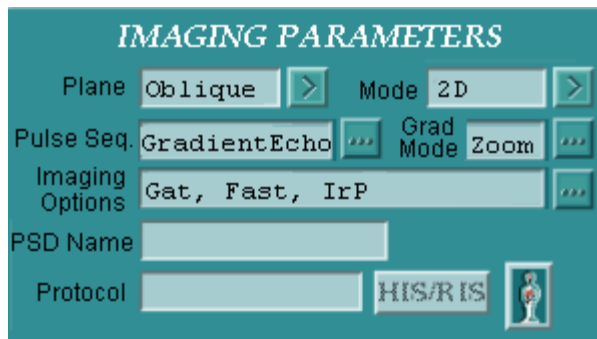 IMAGING PARAMETERS
Plane Oblique > Mode 2D >
Pulse Seq. GradientEcho ... Grad Mode Zoom ...
Imaging Options Gat, Fast, IrP ...
PSD Name
Protocol HIS/RIS